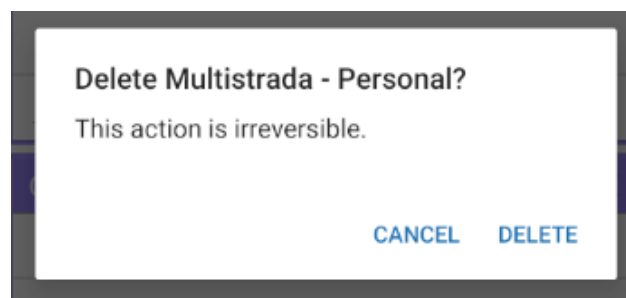 Delete Multistrada - Personal?
This action is irreversible.
CANCEL DELETE